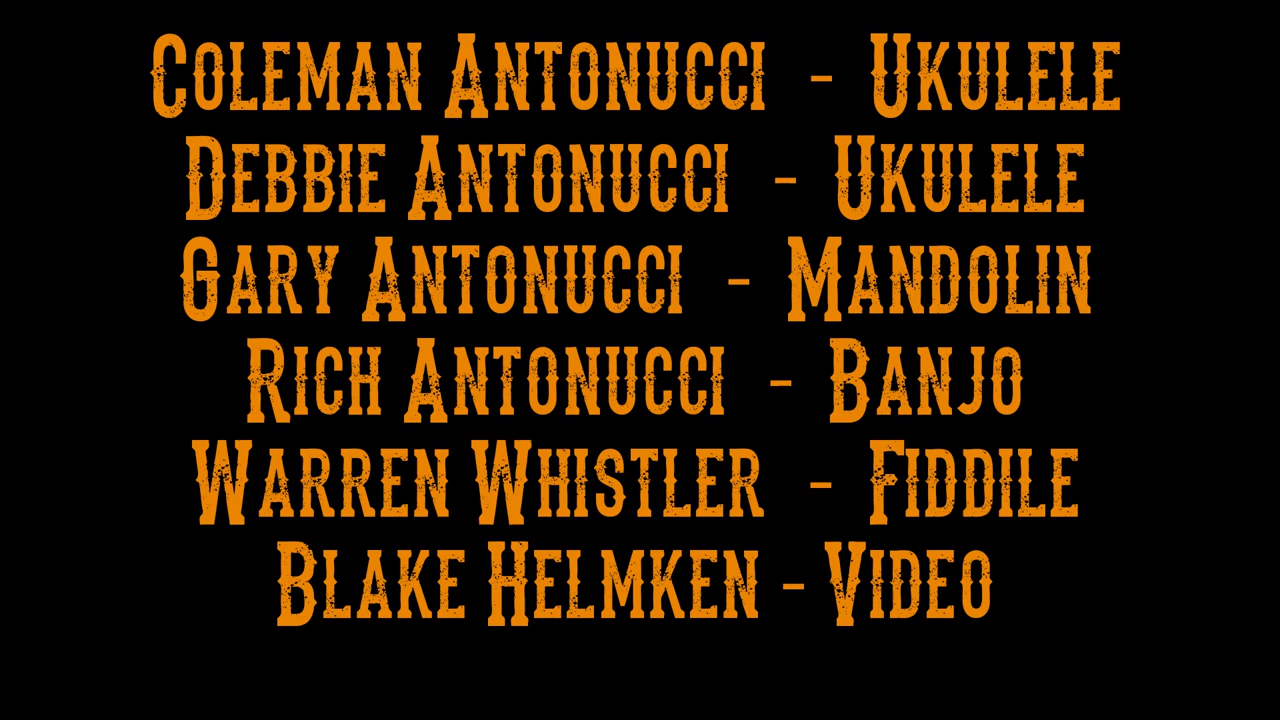 Coleman Antonucci - Ukulele
Debbie Antonucci - Ukulele
Gary Antonucci - Mandolin
Rich Antonucci - Banjo
Warren Whistler - Fiddile
Blake Helmken - Video